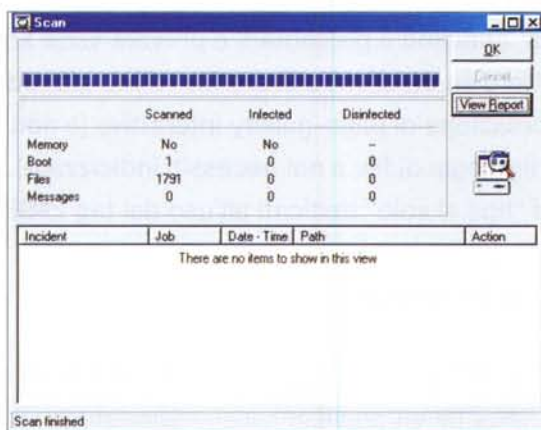 Scan
OK
Cancel
View Report
Scanned Infected Disinfected
Memory No No --
Boot 1 0 0
Files 1791 0 0
Messages 0 0 0
Incident Job Date - Time Path Action
There are no items to show in this view
Scan finished